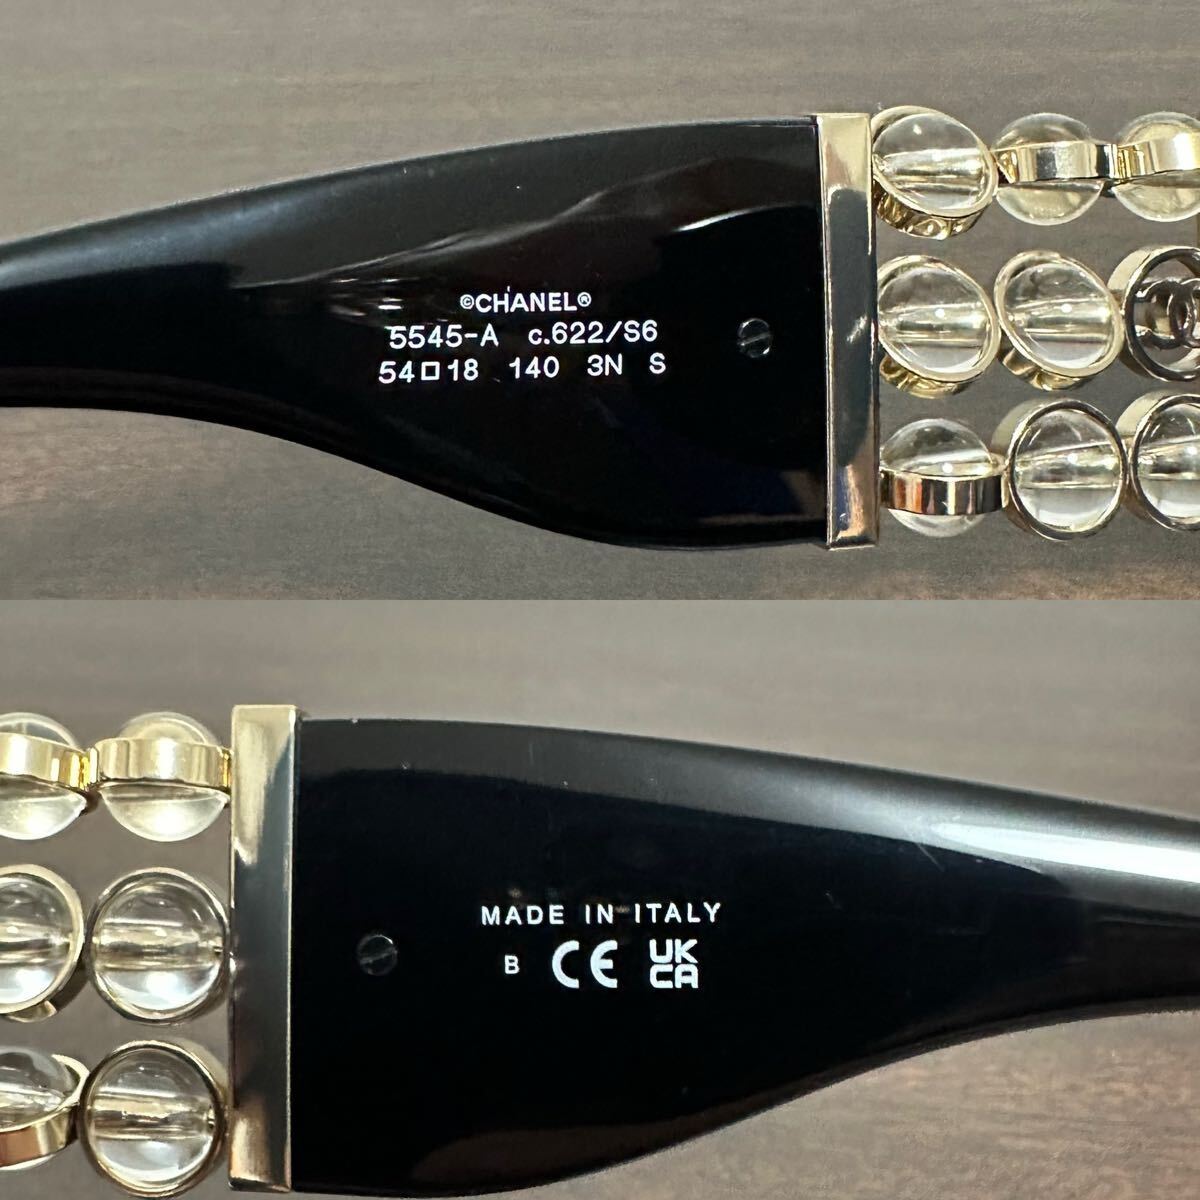 ©CHANEL®
5545-A c.622/S6
54□18 140 3N S
MADE IN ITALY
B CE UK
CA